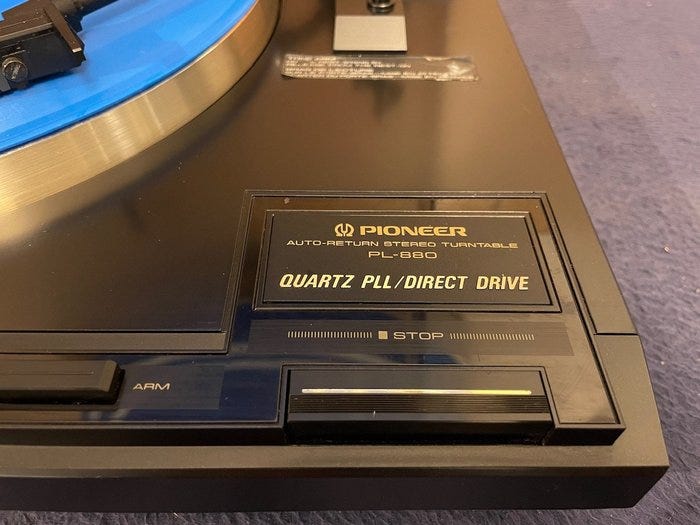 PIONEER
AUTO-RETURN STEREO TURNTABLE
PL-880
QUARTZ PLL/DIRECT DRIVE
STOP
ARM